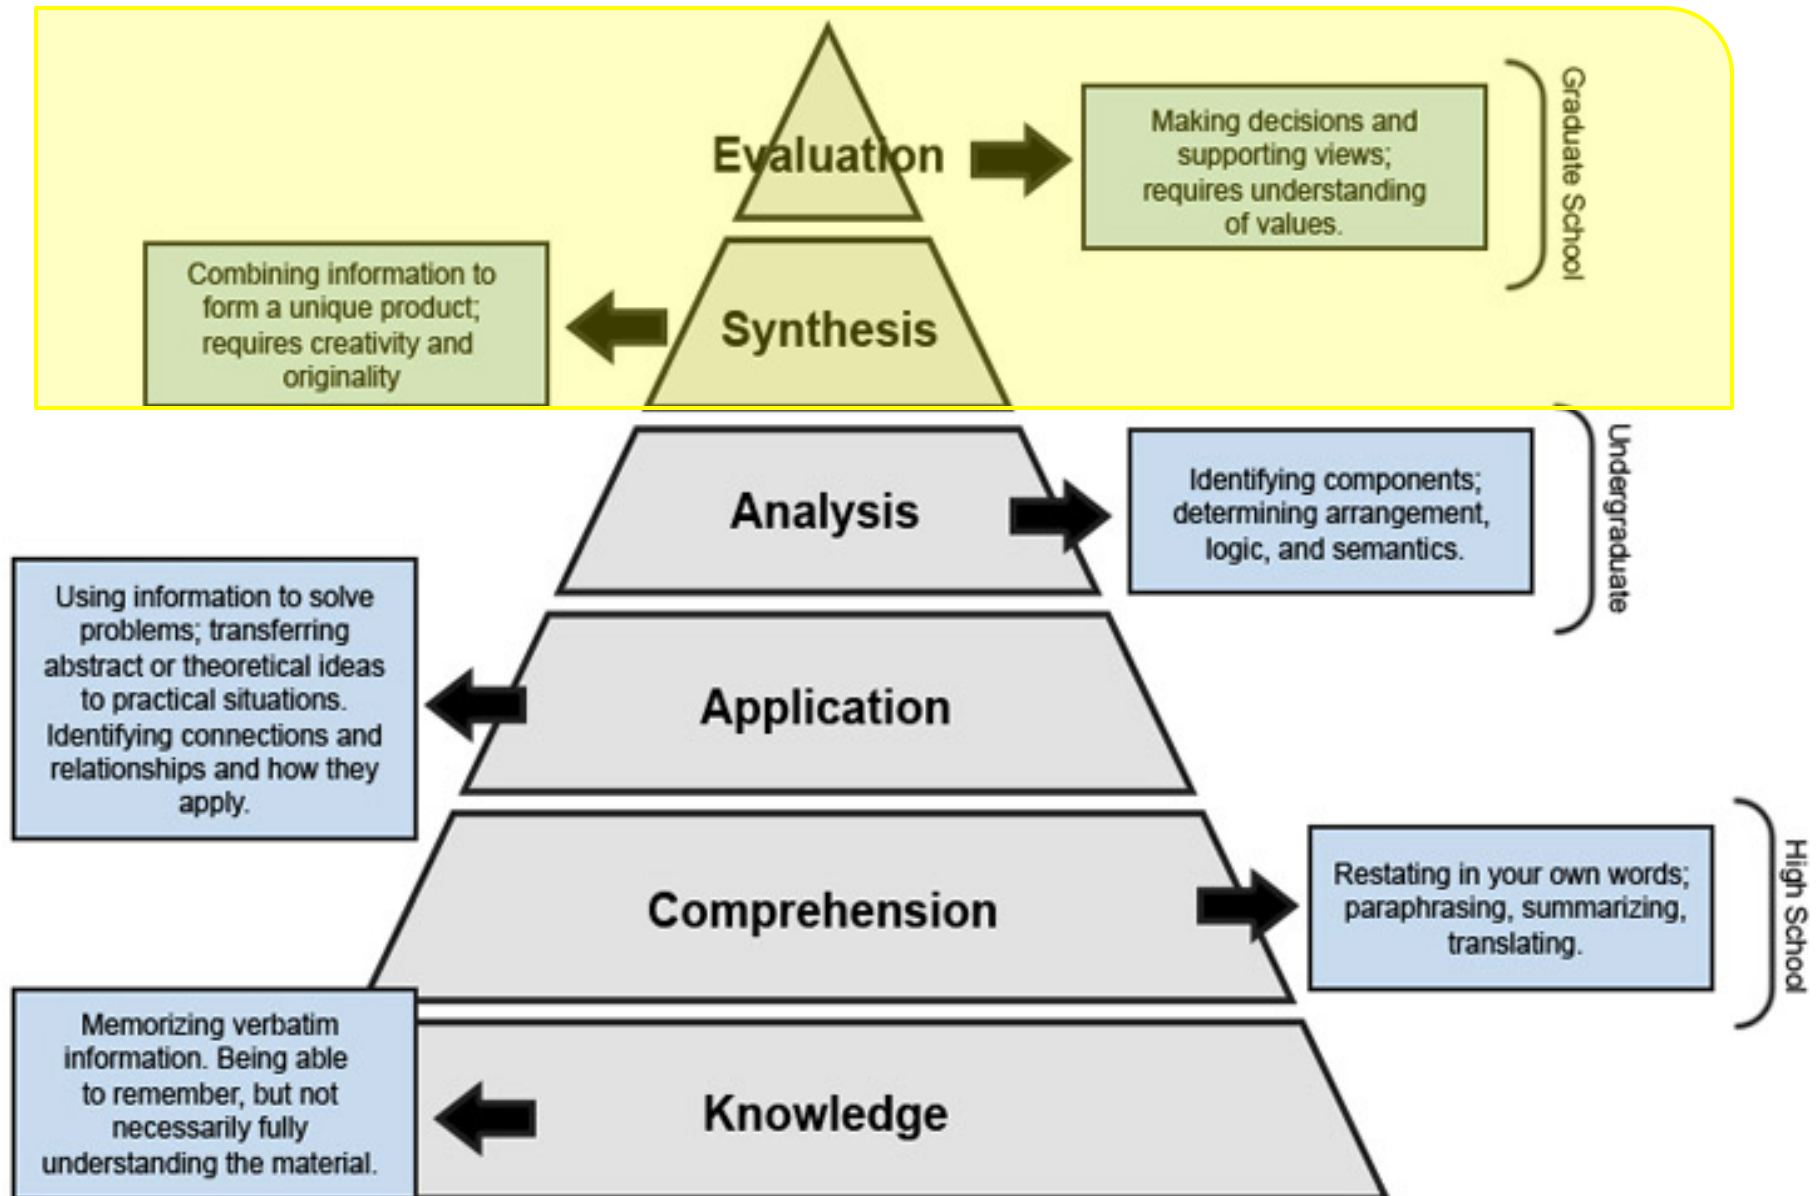 Evaluation
Making decisions and
supporting views;
requires understanding
of values.
Graduate School
Combining information to
form a unique product;
requires creativity and
originality
Synthesis
Analysis
Identifying components;
determining arrangement,
logic, and semantics.
Undergraduate
Using information to solve
problems; transferring
abstract or theoretical ideas
to practical situations.
Identifying connections and
relationships and how they
apply.
Application
Comprehension
Restating in your own words;
paraphrasing, summarizing,
translating.
High School
Memorizing verbatim
information. Being able
to remember, but not
necessarily fully
understanding the material.
Knowledge